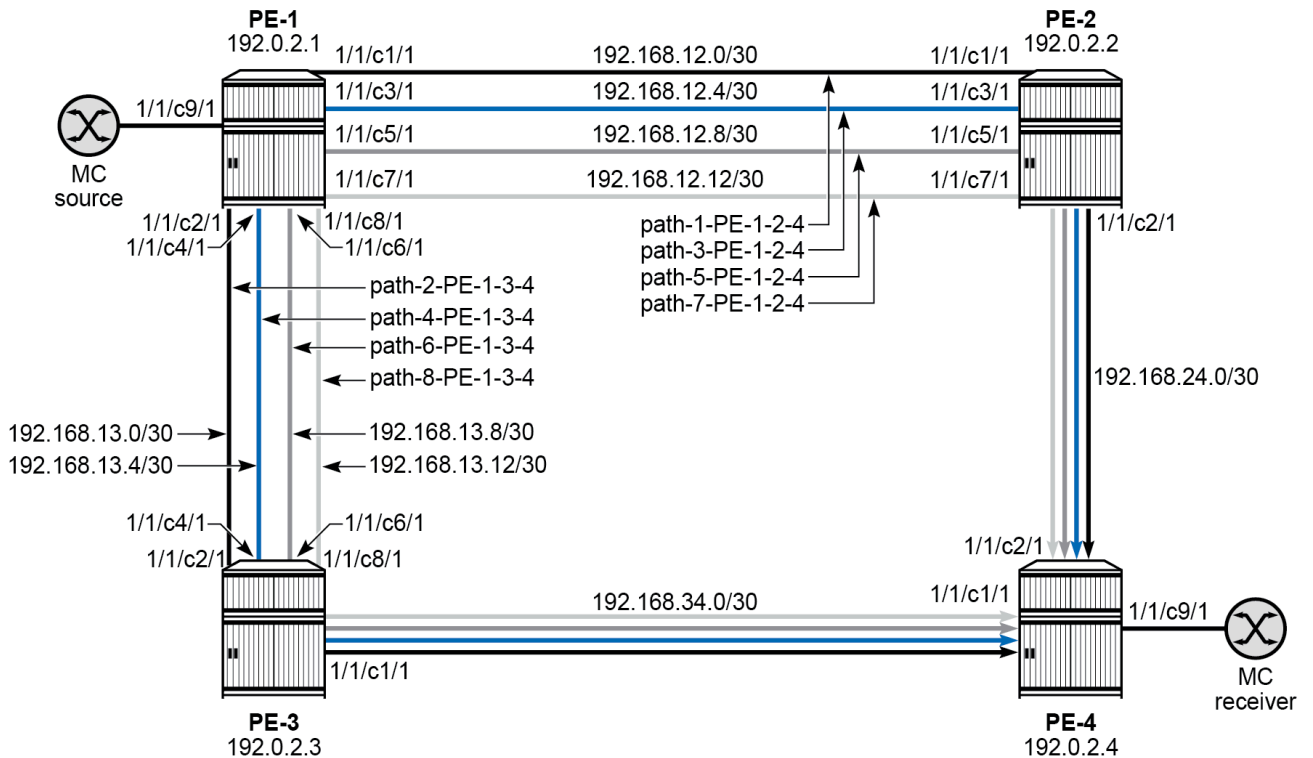 PE-1
192.0.2.1
PE-2
192.0.2.2
1/1/c1/1
192.168.12.0/30
1/1/c1/1
1/1/c9/1
1/1/c3/1
192.168.12.4/30
1/1/c3/1
1/1/c5/1
192.168.12.8/30
1/1/c5/1
MC
source
1/1/c7/1
192.168.12.12/30
1/1/c7/1
1/1/c2/1
1/1/c8/1
1/1/c4/1
1/1/c6/1
path-1-PE-1-2-4
path-3-PE-1-2-4
path-5-PE-1-2-4
path-7-PE-1-2-4
1/1/c2/1
path-2-PE-1-3-4
path-4-PE-1-3-4
path-6-PE-1-3-4
path-8-PE-1-3-4
192.168.24.0/30
192.168.13.0/30
192.168.13.8/30
192.168.13.4/30
192.168.13.12/30
1/1/c4/1
1/1/c6/1
1/1/c2/1
1/1/c8/1
1/1/c2/1
192.168.34.0/30
1/1/c1/1
1/1/c9/1
1/1/c1/1
MC
receiver
PE-3
192.0.2.3
PE-4
192.0.2.4